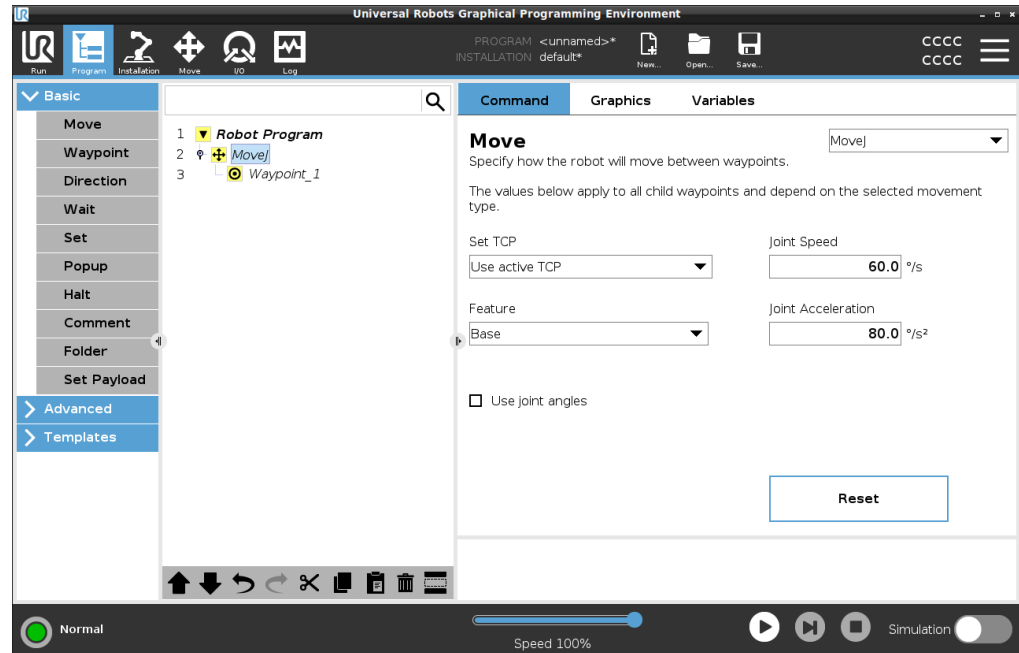 Universal Robots Graphical Programming Environment
UR
Run
Program
Installation
Move
I/O
Log
PROGRAM <unnamed>*
INSTALLATION default*
New...
Open...
Save...
CCCC
CCCC
Basic
Move
Waypoint
Direction
Wait
Set
Popup
Halt
Comment
Folder
Set Payload
Advanced
Templates
1 Robot Program
2 MoveJ
3 Waypoint_1
Command Graphics Variables
Move
MoveJ
Specify how the robot will move between waypoints.
The values below apply to all child waypoints and depend on the selected movement
type.
Set TCP
Use active TCP
Joint Speed
60.0 °/s
Feature
Base
Joint Acceleration
80.0 °/s²
Use joint angles
Reset
Normal
Speed 100%
Simulation